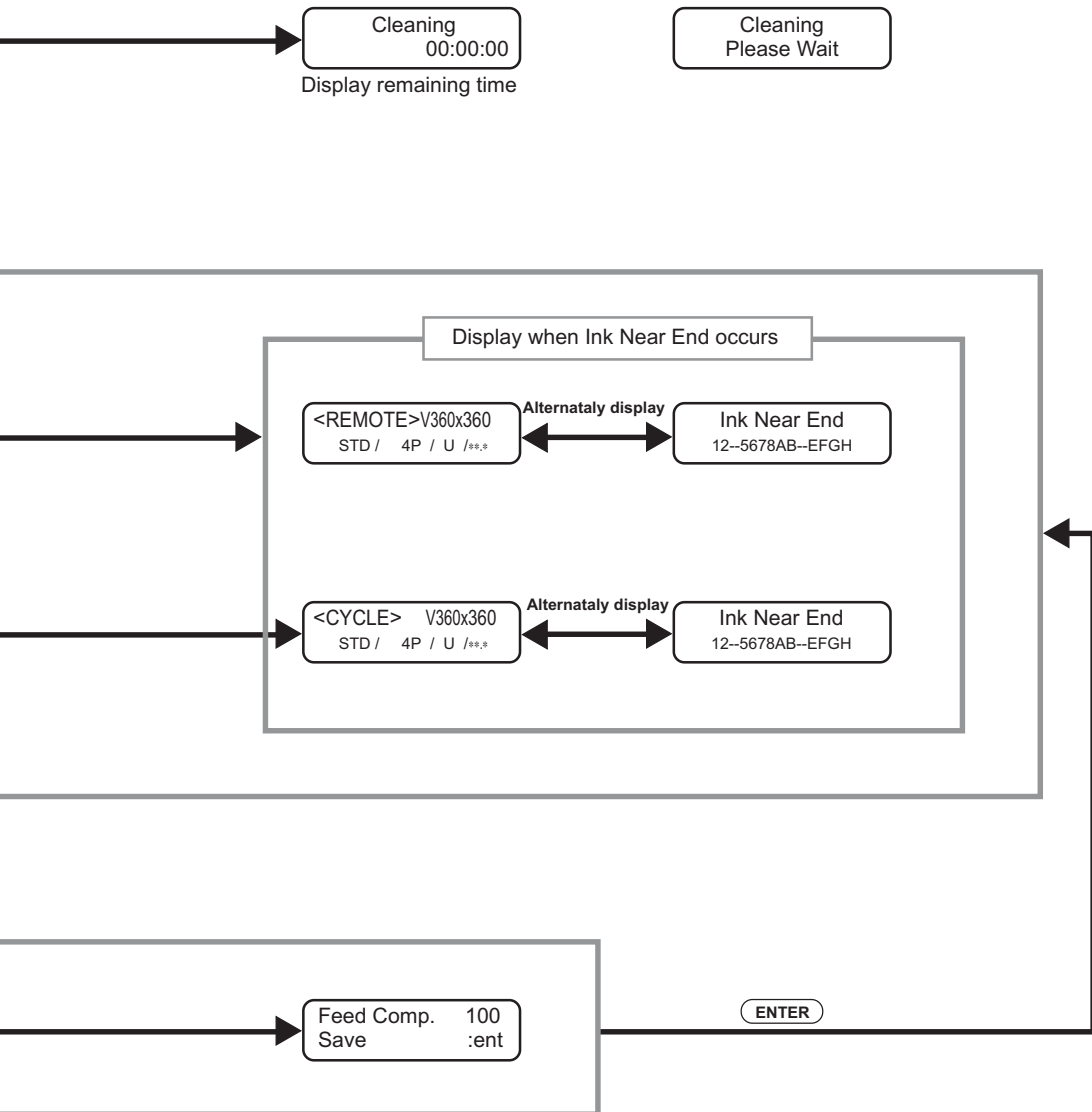 Cleaning
00:00:00
Display remaining time
Cleaning
Please Wait
Display when Ink Near End occurs
<REMOTE>V360x360
STD / 4P / U /**.*
Alternataly display
Ink Near End
12--5678AB--EFGH
<CYCLE> V360x360
STD / 4P / U /**.*
Alternataly display
Ink Near End
12--5678AB--EFGH
Feed Comp. 100
Save :ent
ENTER